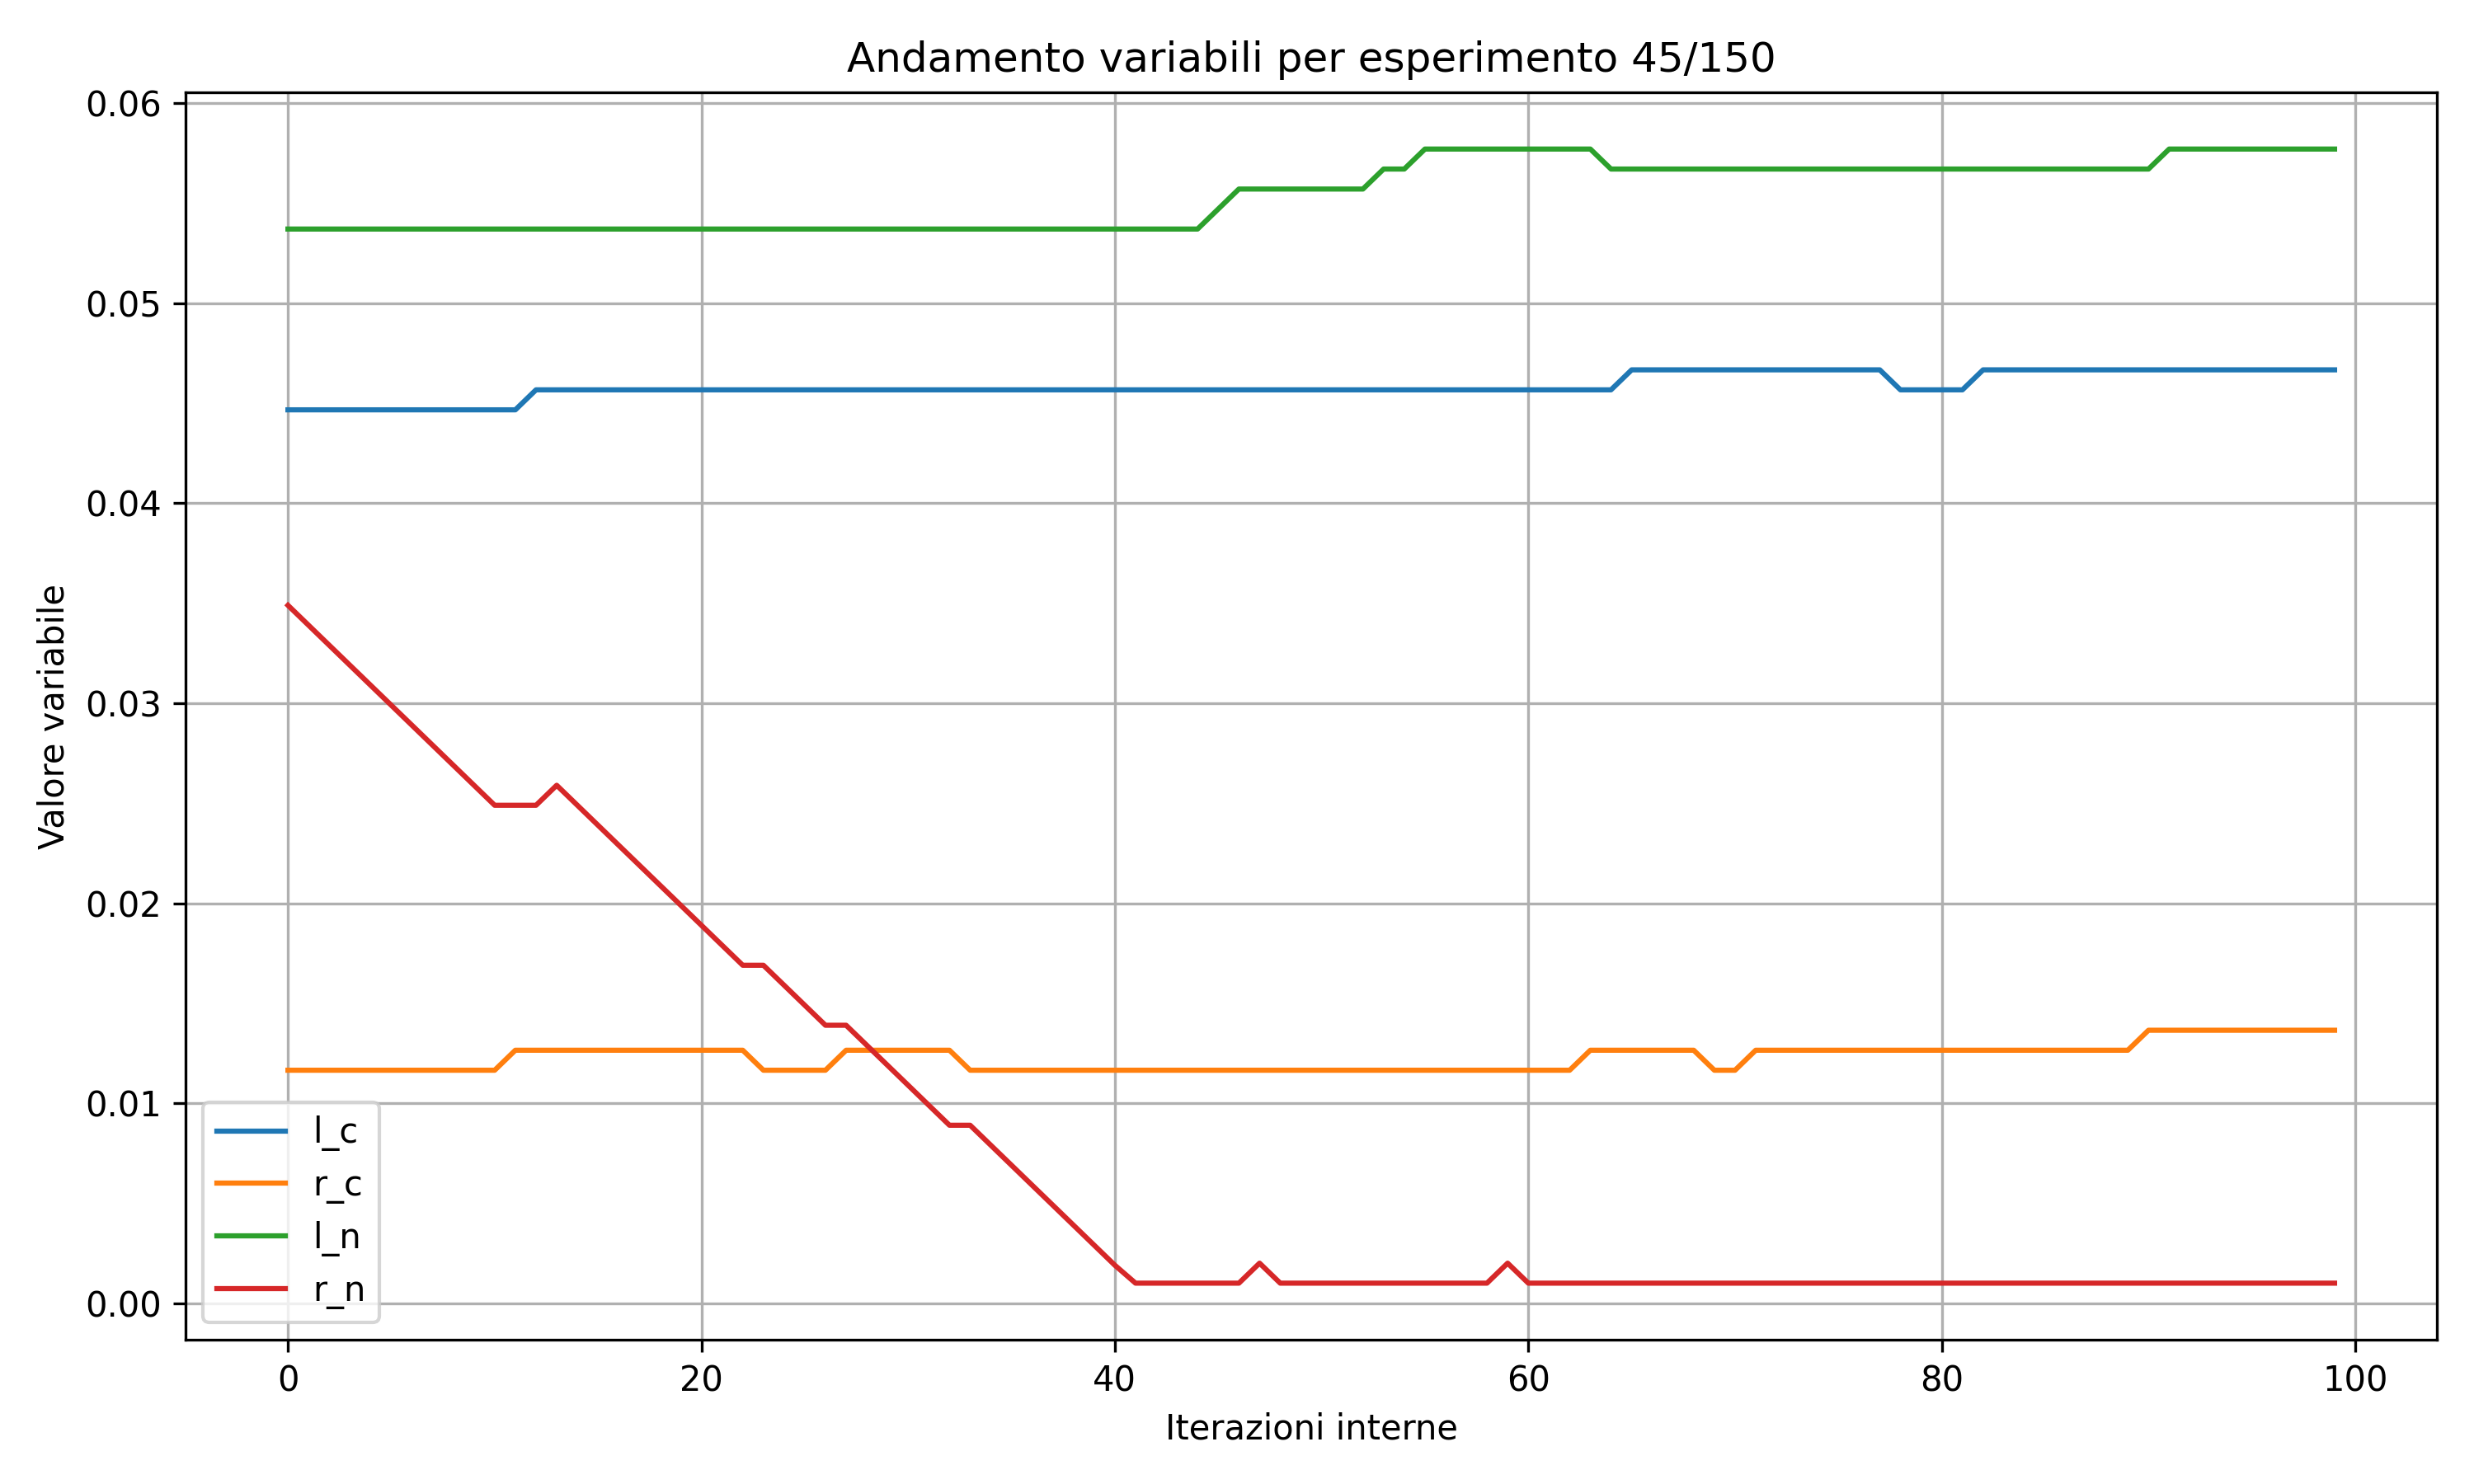 Andamento variabili per esperimento 45/150
Valore variabile
0.06
0.05
0.04
0.03
0.02
0.01
0.00
l_c
r_c
l_n
r_n
0 20 40 60 80 100
Iterazioni interne